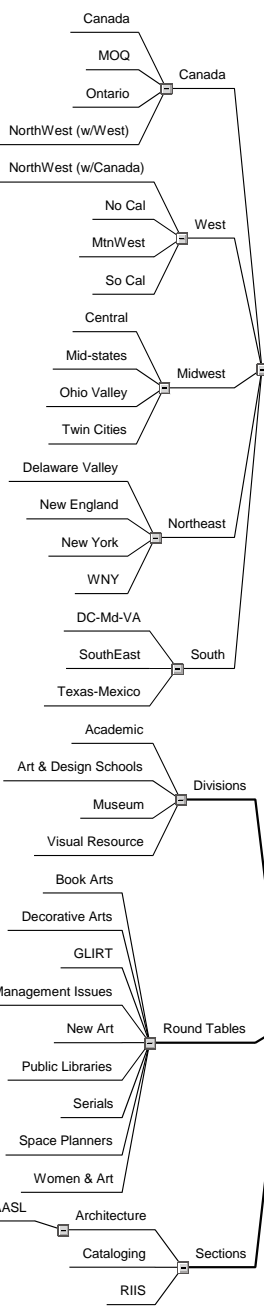 Canada
MOQ
Canada
Ontario
NorthWest (w/West)
NorthWest (w/Canada)
No Cal
West
MtnWest
So Cal
Central
Mid-states
Midwest
Ohio Valley
Twin Cities
Delaware Valley
New England
Northeast
New York
WNY
DC-Md-VA
SouthEast
South
Texas-Mexico
Academic
Art & Design Schools
Divisions
Museum
Visual Resource
Book Arts
Decorative Arts
GLIRT
Management Issues
New Art
Round Tables
Public Libraries
Serials
Space Planners
Women & Art
AASL
Architecture
Cataloging
Sections
RIIS